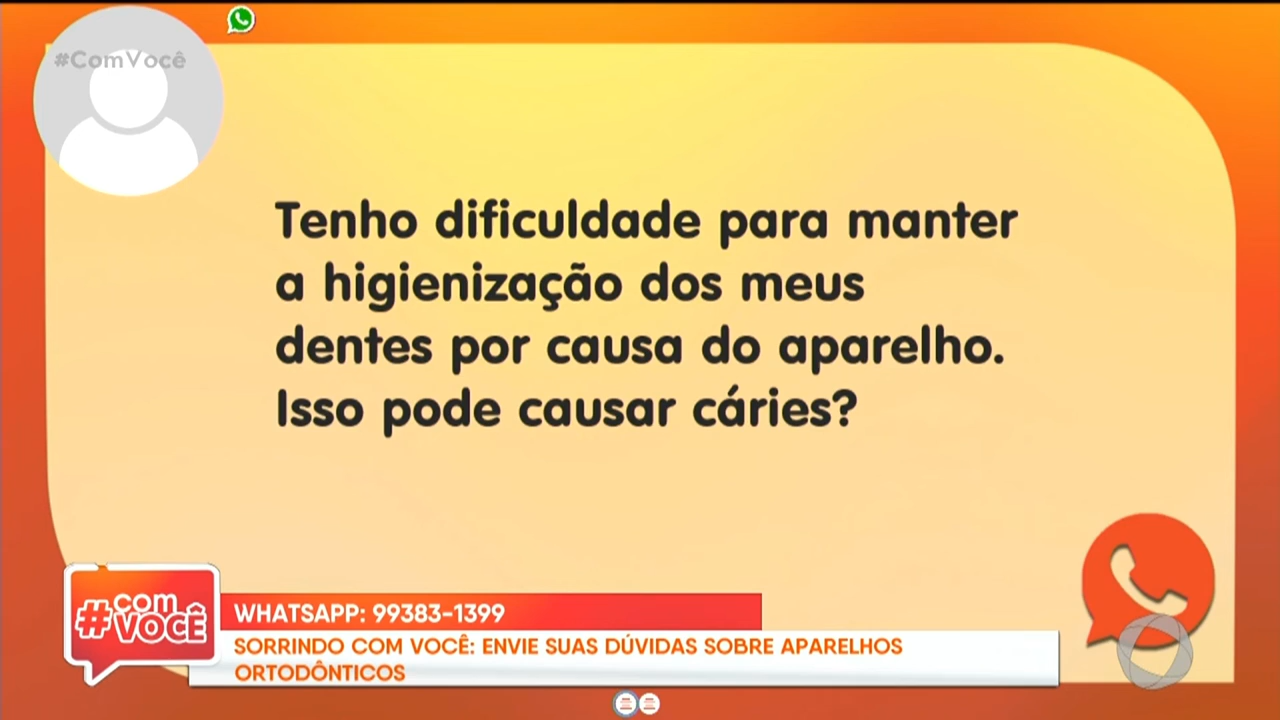 #ComVocê
Tenho dificuldade para manter
a higienização dos meus
dentes por causa do aparelho.
Isso pode causar cáries?
#com
VOCÊ
WHATSAPP: 99383-1399
SORRINDO COM VOCÊ: ENVIE SUAS DÚVIDAS SOBRE APARELHOS
ORTODÔNTICOS